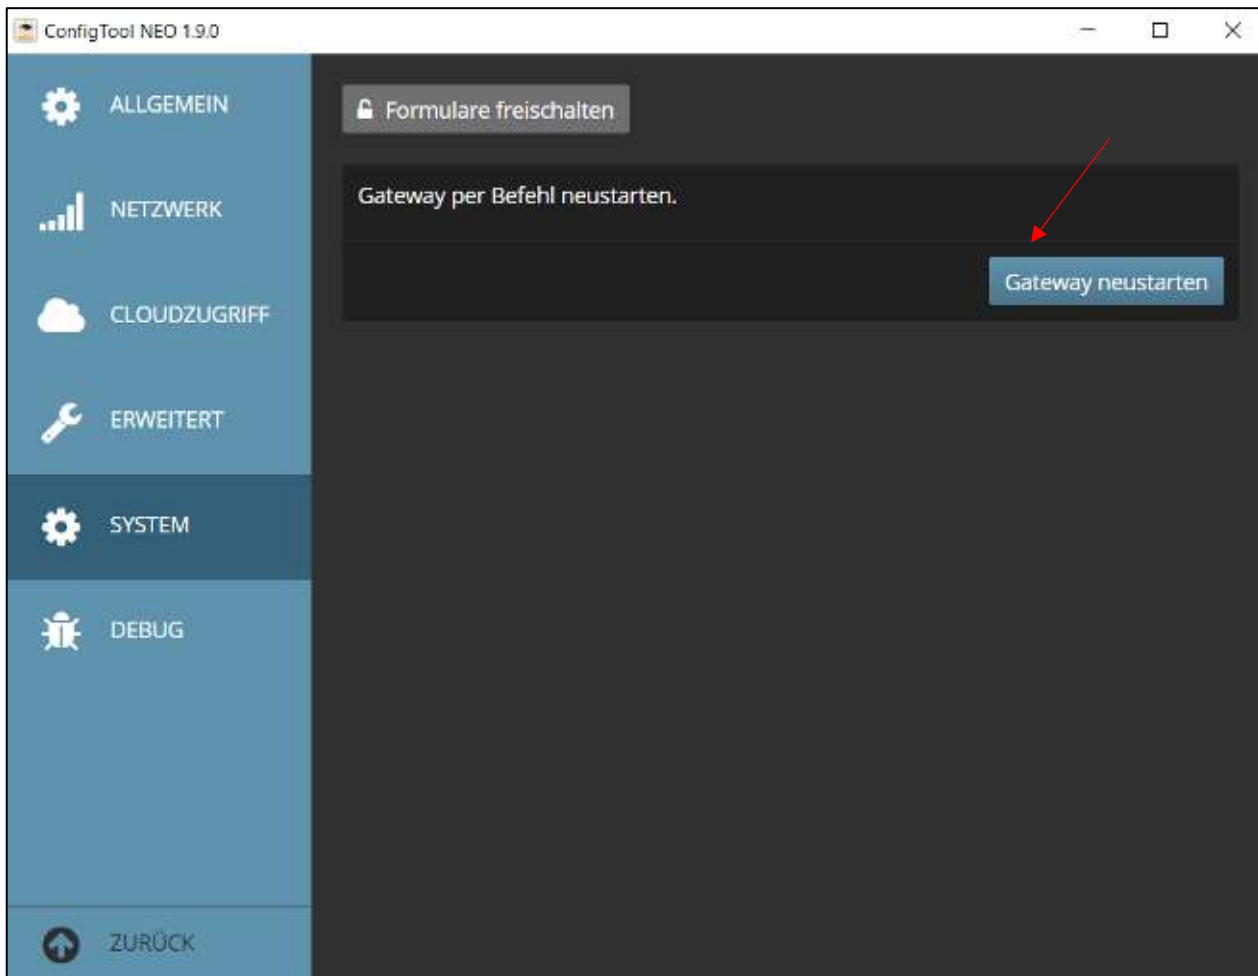 ConfigTool NEO 1.9.0
ALLGEMEIN
NETZWERK
CLOUDZUGRIFF
ERWEITERT
SYSTEM
DEBUG
ZURÜCK
Formulare freischalten
Gateway per Befehl neustarten.
Gateway neustarten